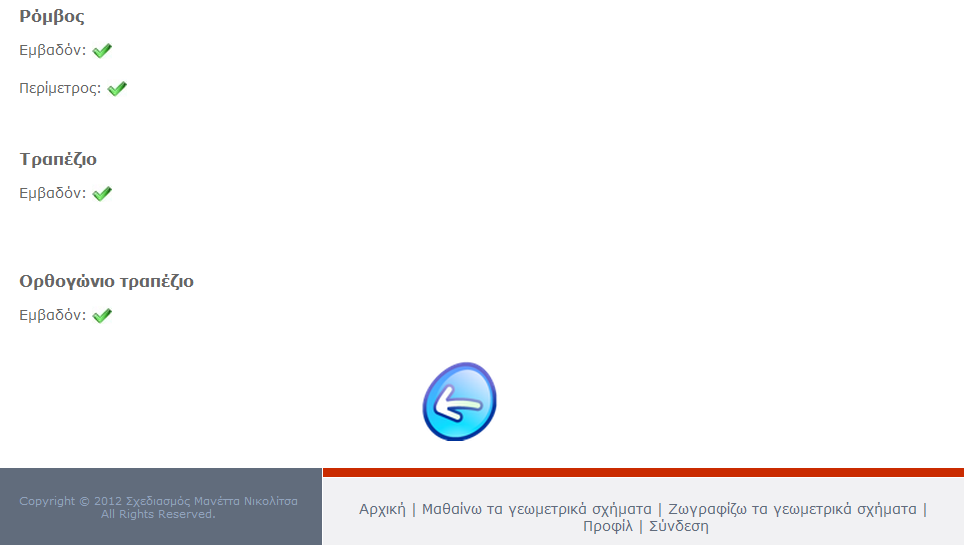 Ρόμβος
Εμβαδόν:
Περίμετρος:
Τραπέζιο
Εμβαδόν:
Ορθογώνιο τραπέζιο
Εμβαδόν:
Copyright © 2012 Σχεδιασμός Μανέττα Νικολίτσα
All Rights Reserved.
Αρχική | Μαθαίνω τα γεωμετρικά σχήματα | Ζωγραφίζω τα γεωμετρικά σχήματα |
Προφίλ | Σύνδεση